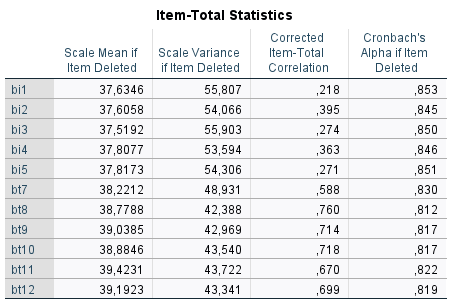 Item-Total Statistics
Scale Mean if Item Deleted Scale Variance if Item Deleted Corrected Item-Total Correlation Cronbach's Alpha if Item Deleted
bi1 37,6346 55,807 ,218 ,853
bi2 37,6058 54,066 ,395 ,845
bi3 37,5192 55,903 ,274 ,850
bi4 37,8077 53,594 ,363 ,846
bi5 37,8173 54,306 ,271 ,851
bt7 38,2212 48,931 ,588 ,830
bt8 38,7788 42,388 ,760 ,812
bt9 39,0385 42,969 ,714 ,817
bt10 38,8846 43,540 ,718 ,817
bt11 39,4231 43,722 ,670 ,822
bt12 39,1923 43,341 ,699 ,819